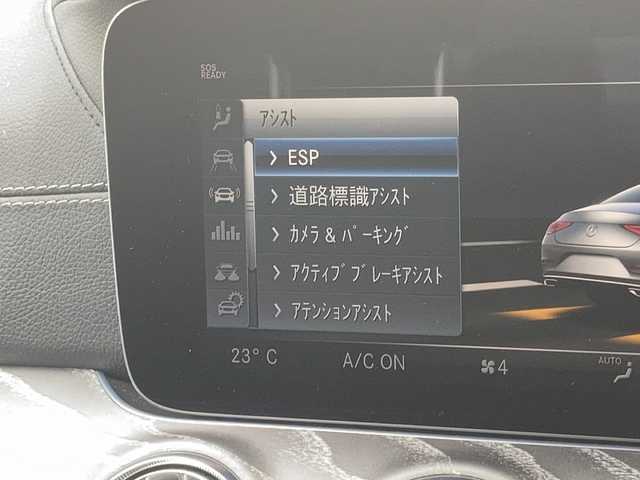 SOS
READY
アシスト
ESP
道路標識アシスト
カメラ & パーキング
アクティブブレーキアシスト
アテンションアシスト
23° C
A/C ON
4
AUTO